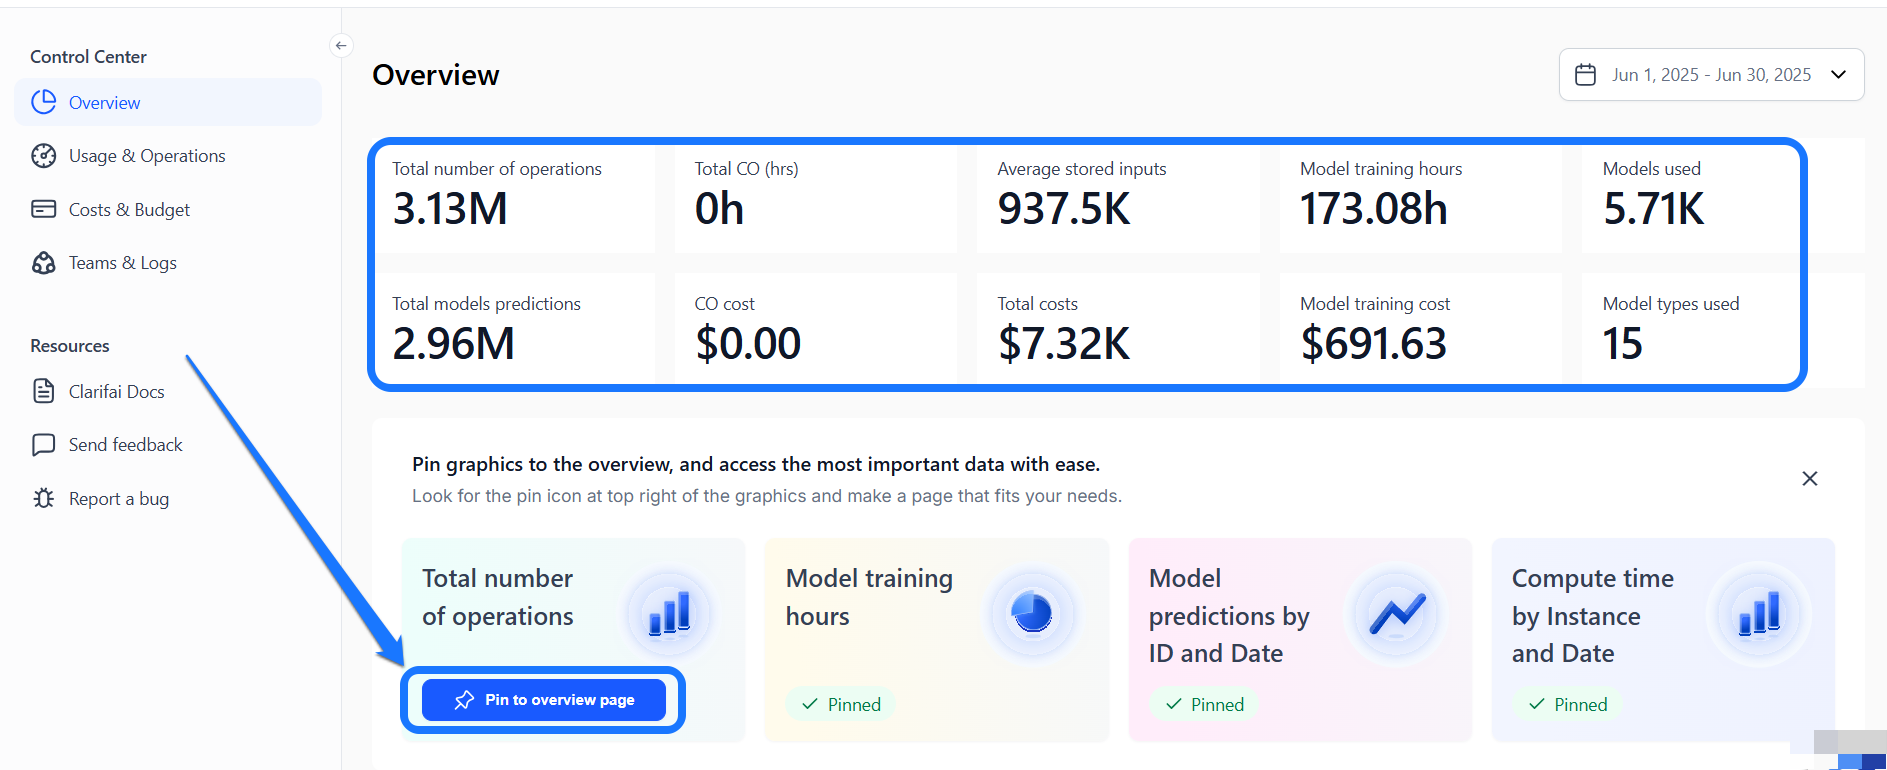 Control Center
Overview
Usage & Operations
Costs & Budget
Teams & Logs
Resources
Clarifai Docs
Send feedback
Report a bug
Overview
Jun 1, 2025 - Jun 30, 2025
Total number of operations
3.13M
Total CO (hrs)
0h
Average stored inputs
937.5K
Model training hours
173.08h
Models used
5.71K
Total models predictions
2.96M
CO cost
$0.00
Total costs
$7.32K
Model training cost
$691.63
Model types used
15
Pin graphics to the overview, and access the most important data with ease.
Look for the pin icon at top right of the graphics and make a page that fits your needs.
Total number
of operations
Pin to overview page
Model training
hours
Pinned
Model
predictions by
ID and Date
Pinned
Compute time
by Instance
and Date
Pinned